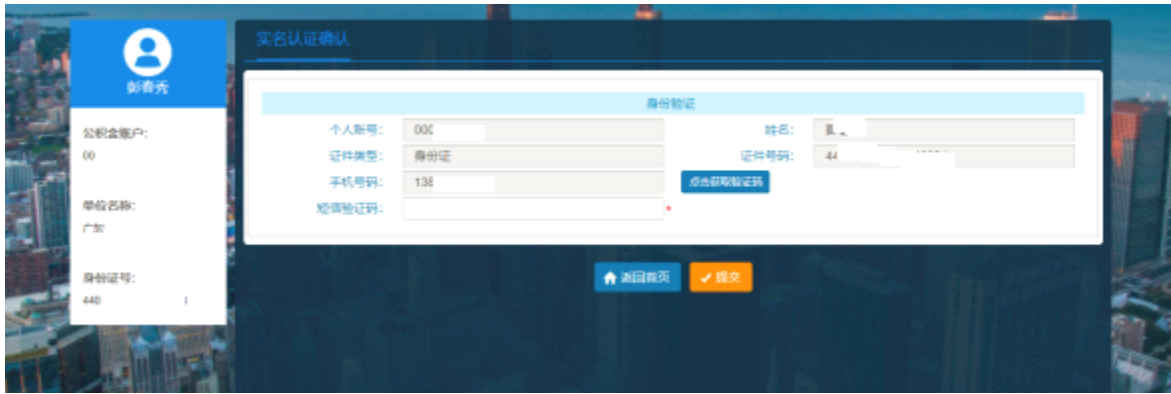 实名认证确认
彭春秀
公积金账户:
00
单位名称:
广东
身份证号:
440
身份验证
个人账号: 000
姓名:
证件类型: 身份证
证件号码: 44
手机号码: 138
点击获取验证码
短信验证码: *
返回首页
提交